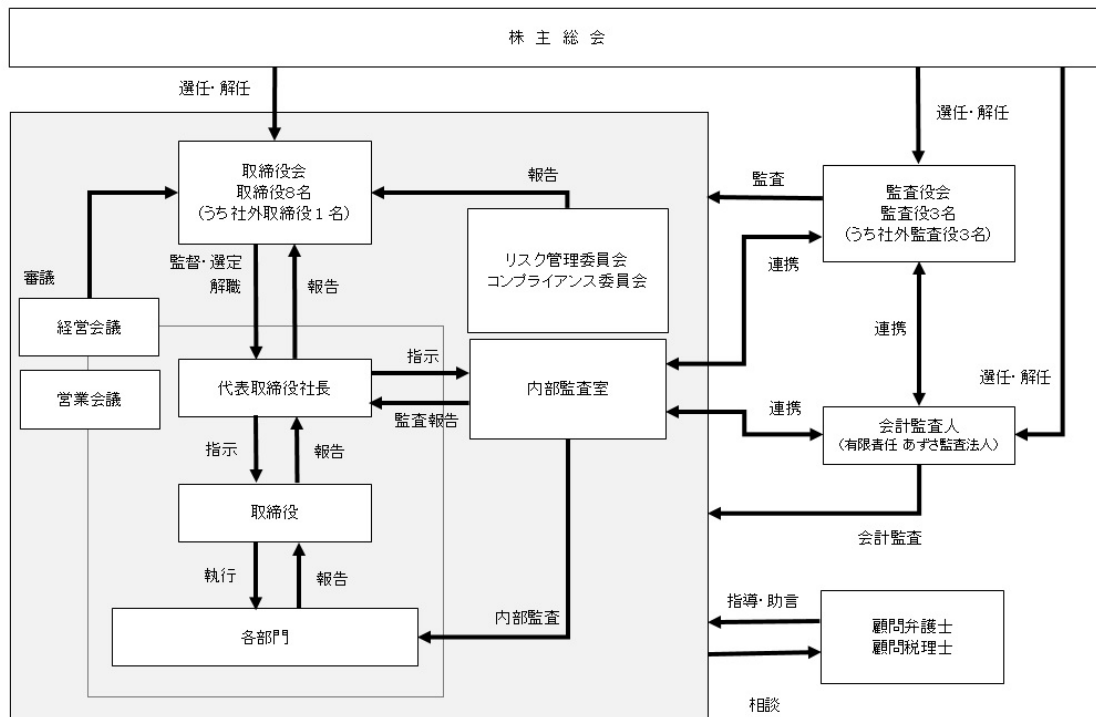 株主総会
選任・解任
選任・解任
選任・解任
取締役会
取締役8名
(うち社外取締役1名)
報告
監査
監査役会
監査役3名
(うち社外監査役3名)
リスク管理委員会
コンプライアンス委員会
連携
連携
審議
監督・選定
解職
報告
経営会議
営業会議
代表取締役社長
指示
監査報告
内部監査室
連携
会計監査人
(有限責任 あずさ監査法人)
指示
報告
取締役
会計監査
執行
報告
各部門
内部監査
指導・助言
顧問弁護士
顧問税理士
相談